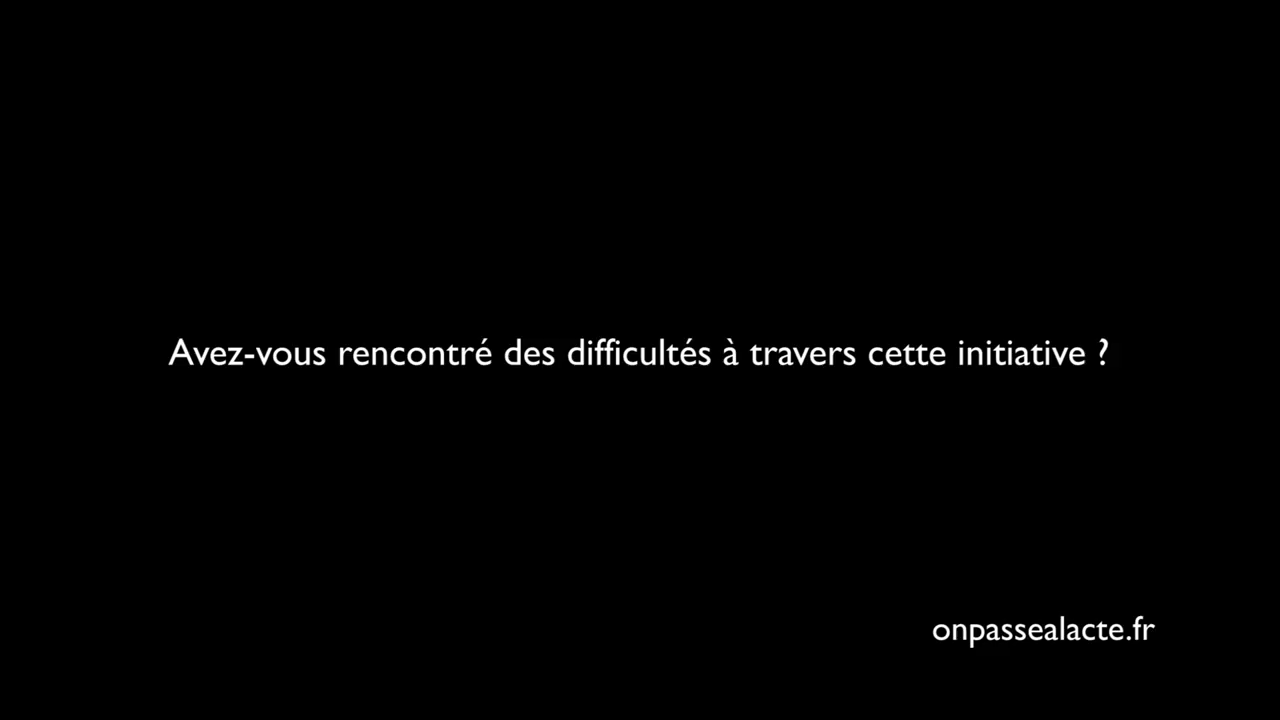 Avez-vous rencontré des difficultés à travers cette initiative ?
onpassealacte.fr